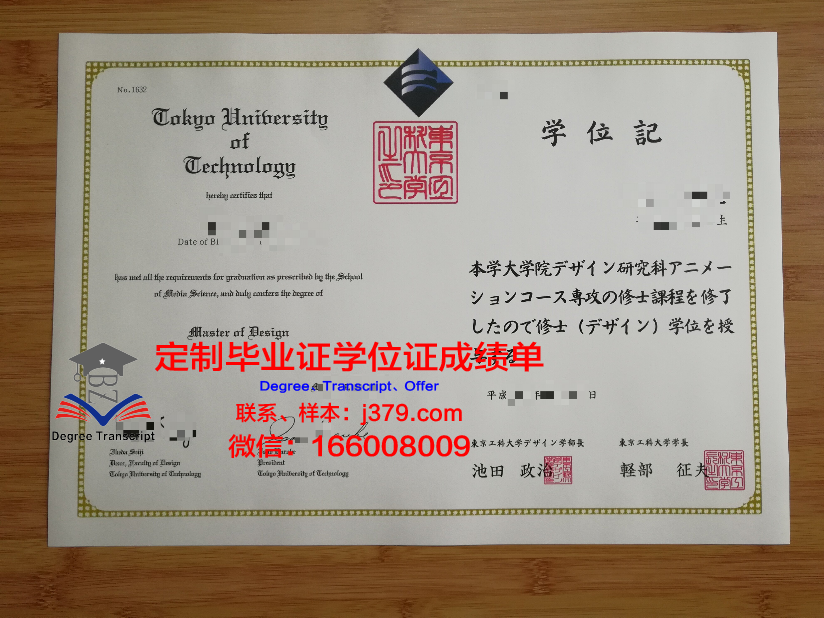 No.1632
Tokyo University
of
Technology
hereby certifies that
Date of Bi
has met all the requirements for graduation as prescribed by the School
of Media Science, and duly confers the degree of
Master of Design
Dean, Faculty of Design
Tokyo University of Technology
President
Tokyo University of Technology
学位記
本学大学院デザイン研究科アニメー
ションコース専攻の修士課程を修了
したので修士（デザイン）学位を授
与する
平成 月 日
東京工科大学デザイン学部長
池田 政治
東京工科大学学長
軽部 征夫
定制毕业证学位证成绩单
Degree、Transcript、Offer
联系、样本：j379.com
微信：166008009
BZ
Degree Transcript